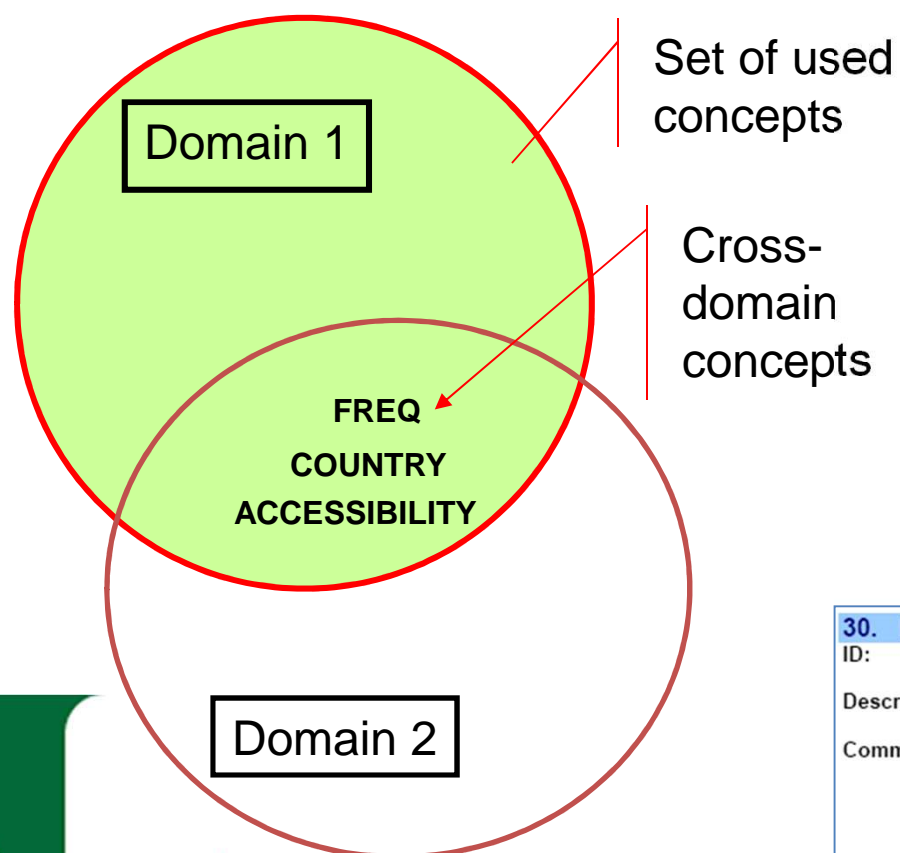 Set of used
concepts
Domain 1
Cross-
domain
concepts
FREQ
COUNTRY
ACCESSIBILITY
Domain 2
30.
ID:
Descr
Comm